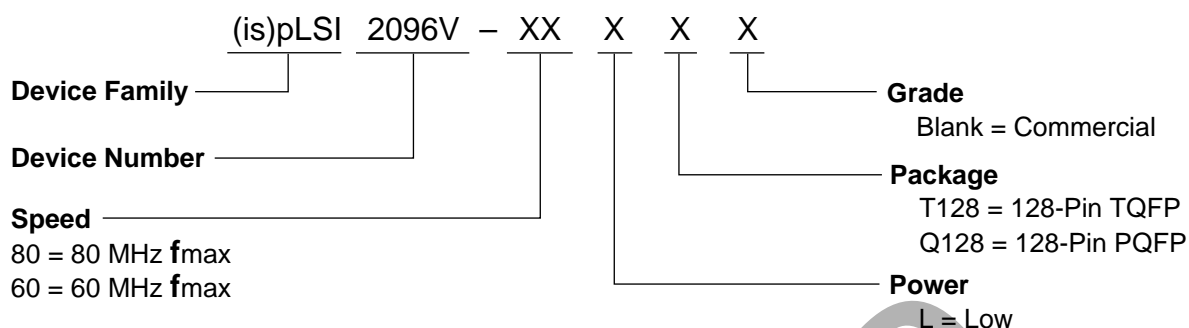 (is)pLSI 2096V – XX X X X
Device Family
Device Number
Speed
80 = 80 MHz fmax
60 = 60 MHz fmax
Grade
Blank = Commercial
Package
T128 = 128-Pin TQFP
Q128 = 128-Pin PQFP
Power
L = Low